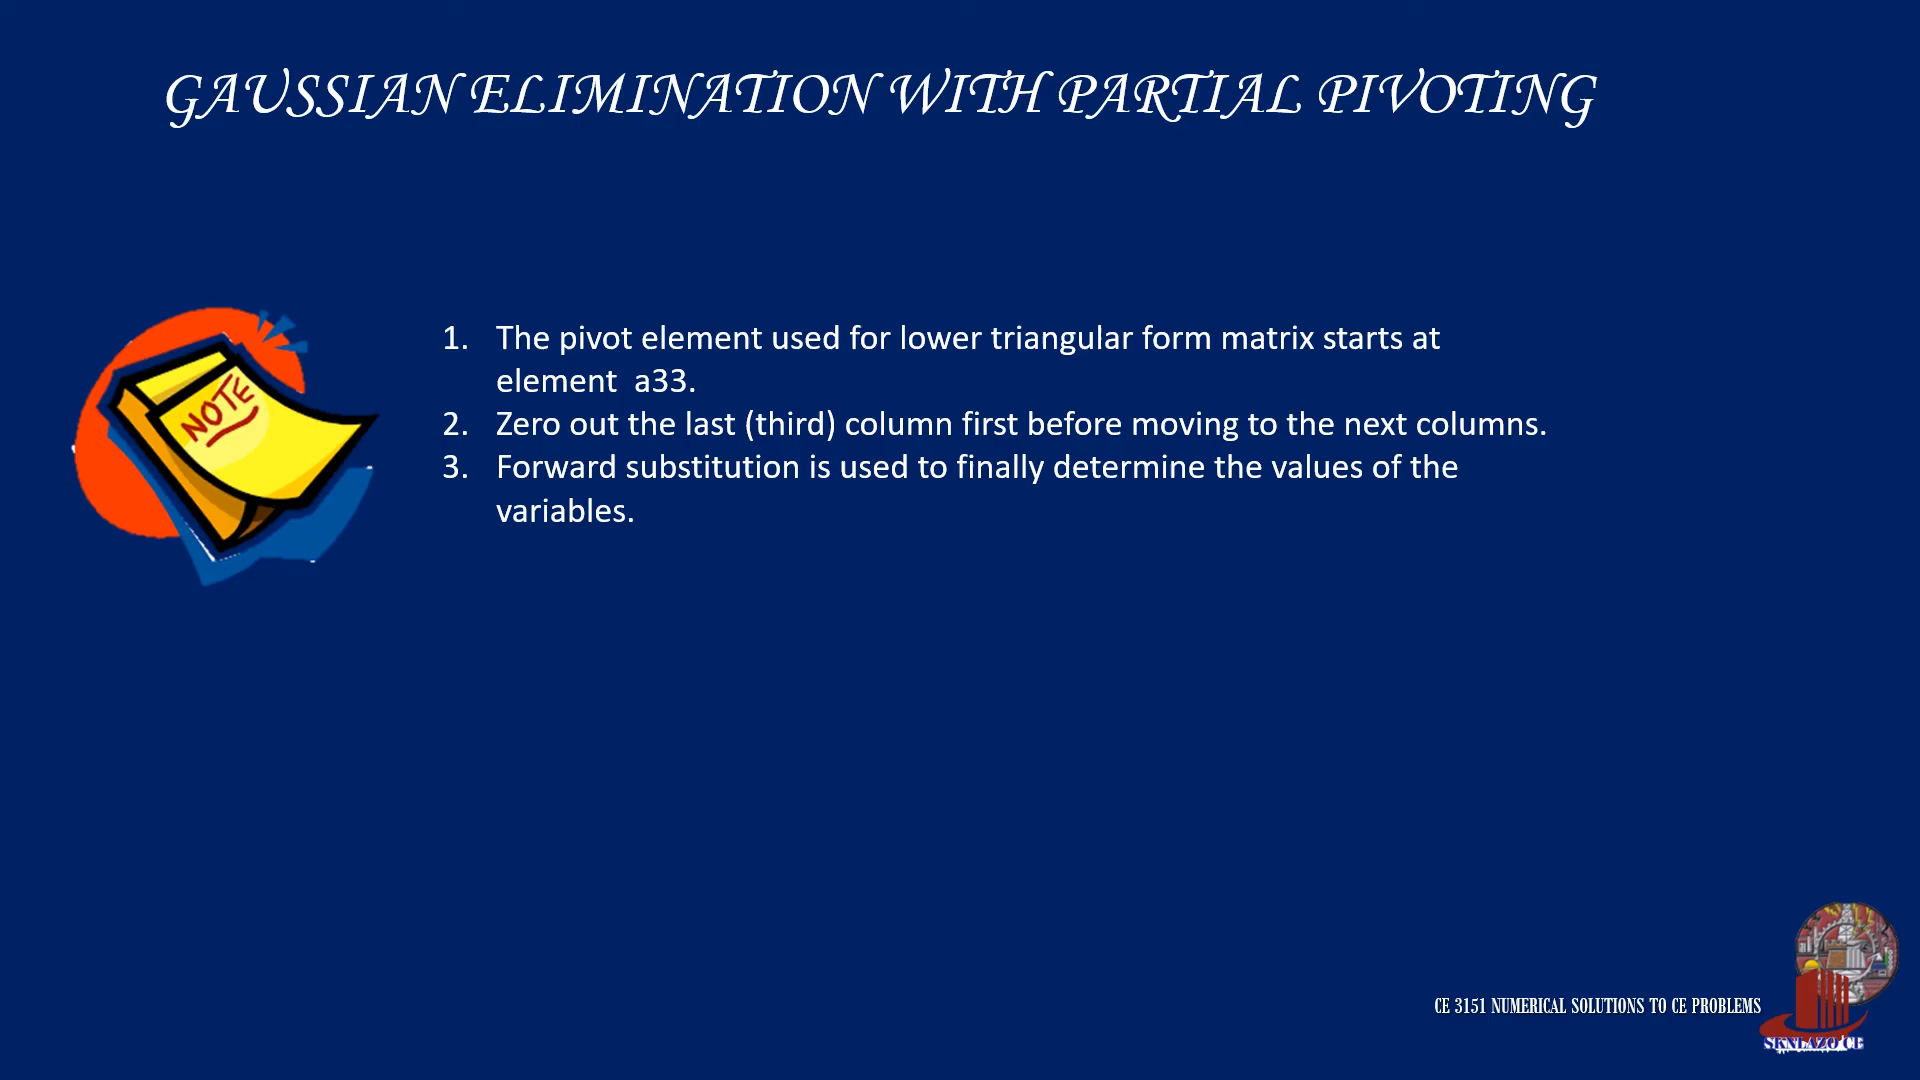 GAUSSIAN ELIMINATION WITH PARTIAL PIVOTING
NOTE
1. The pivot element used for lower triangular form matrix starts at
element a33.
2. Zero out the last (third) column first before moving to the next columns.
3. Forward substitution is used to finally determine the values of the
variables.
CE 3151 NUMERICAL SOLUTIONS TO CE PROBLEMS
SKNLAZO CE